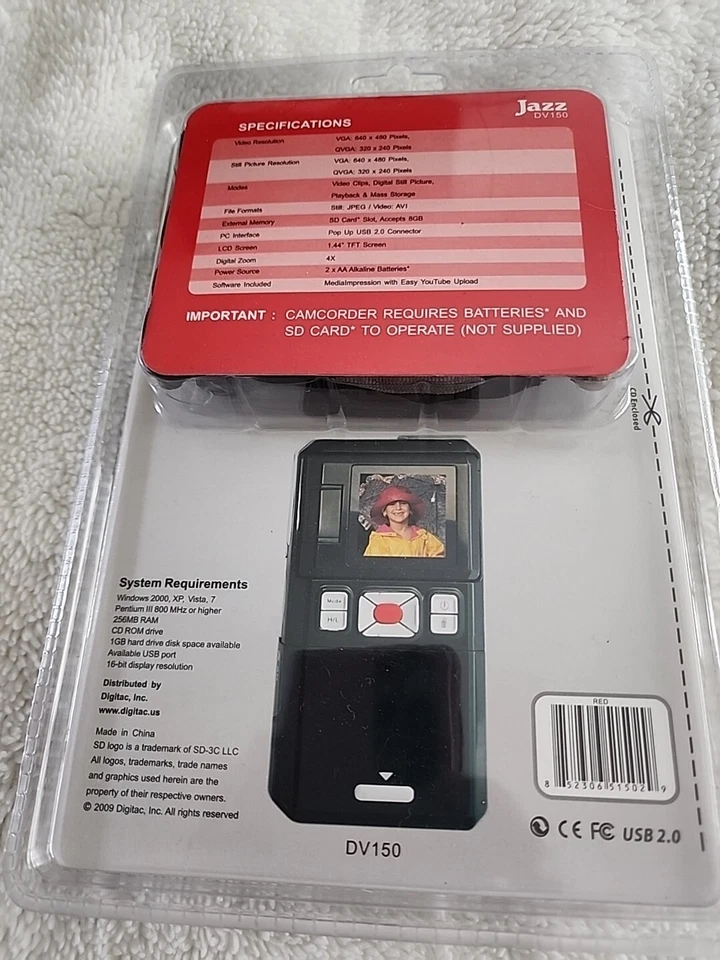 Jazz
DV150
SPECIFICATIONS
Video Resolution VGA: 640 x 480 Pixels,
QVGA: 320 x 240 Pixels
Still Picture Resolution VGA: 640 x 480 Pixels,
QVGA: 320 x 240 Pixels
Modes Video Clips, Digital Still Picture,
Playback & Mass Storage
File Formats Still: JPEG / Video: AVI
External Memory SD Card* Slot, Accepts 8GB
PC Interface Pop Up USB 2.0 Connector
LCD Screen 1.44" TFT Screen
Digital Zoom 4X
Power Source 2 x AA Alkaline Batteries*
Software Included MediaImpression with Easy YouTube Upload
IMPORTANT : CAMCORDER REQUIRES BATTERIES* AND
SD CARD* TO OPERATE (NOT SUPPLIED)
CD Enclosed
Mode
H/L
System Requirements
Windows 2000, XP, Vista, 7
Pentium III 800 MHz or higher
256MB RAM
CD ROM drive
1GB hard drive disk space available
Available USB port
16-bit display resolution
Distributed by
Digitac, Inc.
www.digitac.us
Made in China
SD logo is a trademark of SD-3C LLC
All logos, trademarks, trade names
and graphics used herein are the
property of their respective owners.
© 2009 Digitac, Inc. All rights reserved
DV150
RED
8 52306 51502 9
CE FC USB 2.0